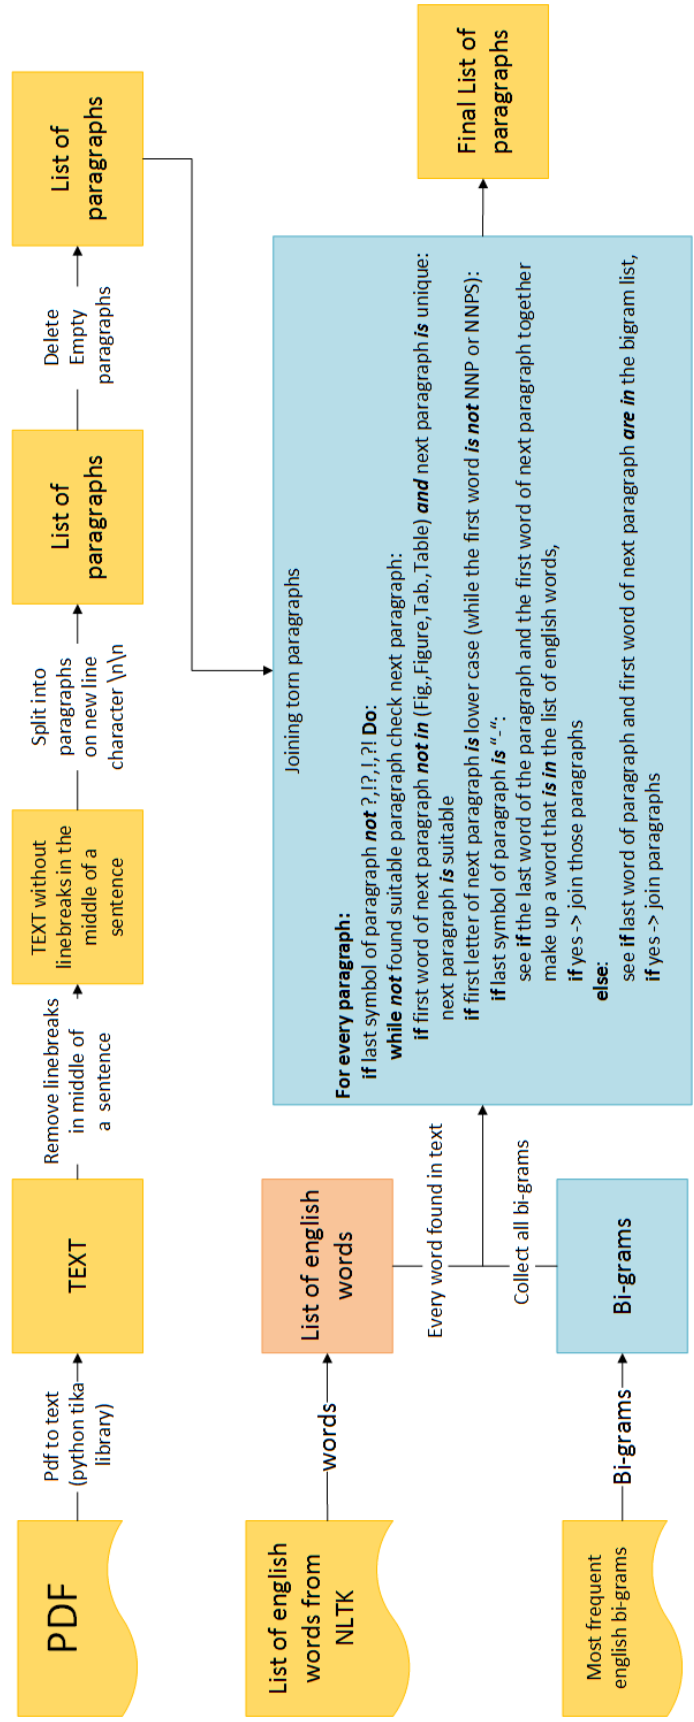 PDF
Pdf to text
(python tika
library)
TEXT
Remove linebreaks
in middle of
a sentence
TEXT without
linebreaks in the
middle of a
sentence
Split into
paragraphs
on new line
character \n\n
List of
paragraphs
Delete
Empty
paragraphs
List of
paragraphs
List of english
words from
NLTK
words
List of english
words
Every word found in text
Most frequent
english bi-grams
Bi-grams
Bi-grams
Collect all bi-grams
Joining torn paragraphs
For every paragraph:
if last symbol of paragraph not ?,!?,!,?! Do:
while not found suitable paragraph check next paragraph:
if first word of next paragraph not in (Fig.,Figure,Tab.,Table) and next paragraph is unique:
next paragraph is suitable
if first letter of next paragraph is lower case (while the first word is not NNP or NNPS):
if last symbol of paragraph is “-“:
see if the last word of the paragraph and the first word of next paragraph together
make up a word that is in the list of english words,
if yes -> join those paragraphs
else:
see if last word of paragraph and first word of next paragraph are in the bigram list,
if yes -> join paragraphs
Final List of
paragraphs